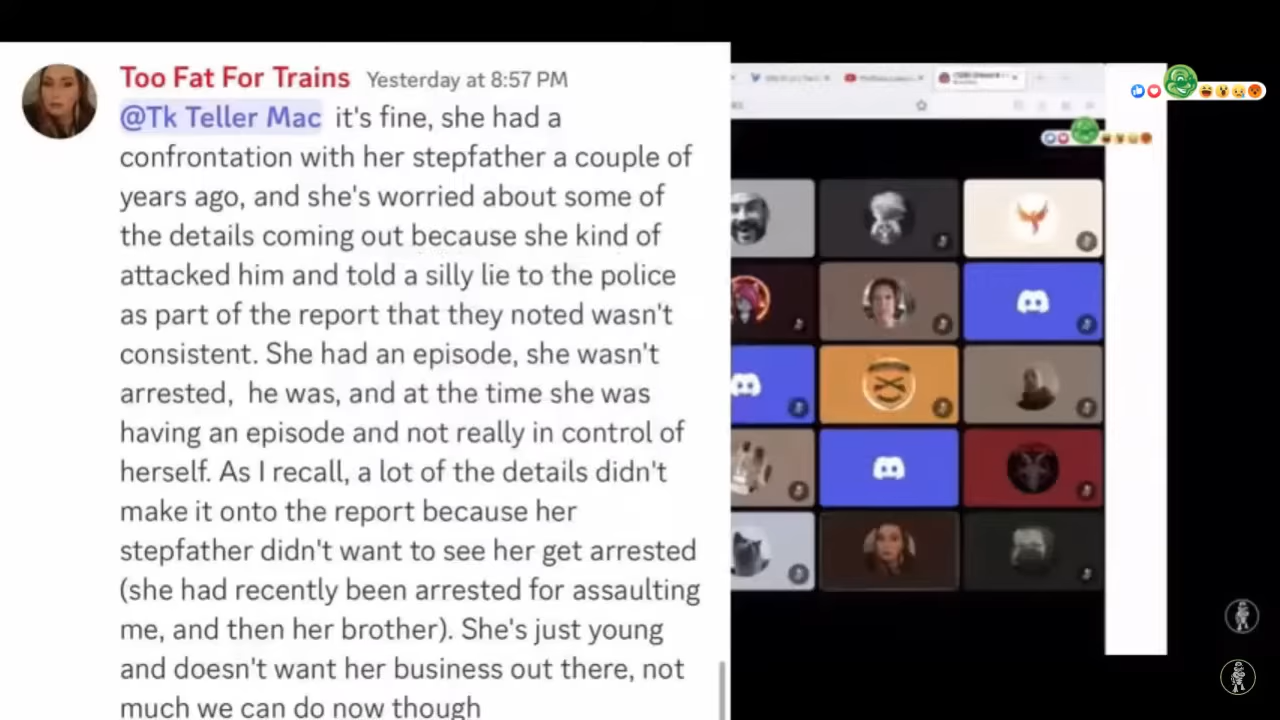 Too Fat For Trains Yesterday at 8:57 PM
@Tk Teller Mac it's fine, she had a
confrontation with her stepfather a couple of
years ago, and she's worried about some of
the details coming out because she kind of
attacked him and told a silly lie to the police
as part of the report that they noted wasn't
consistent. She had an episode, she wasn't
arrested,  he was, and at the time she was
having an episode and not really in control of
herself. As I recall, a lot of the details didn't
make it onto the report because her
stepfather didn't want to see her get arrested
(she had recently been arrested for assaulting
me, and then her brother). She's just young
and doesn't want her business out there, not
much we can do now though